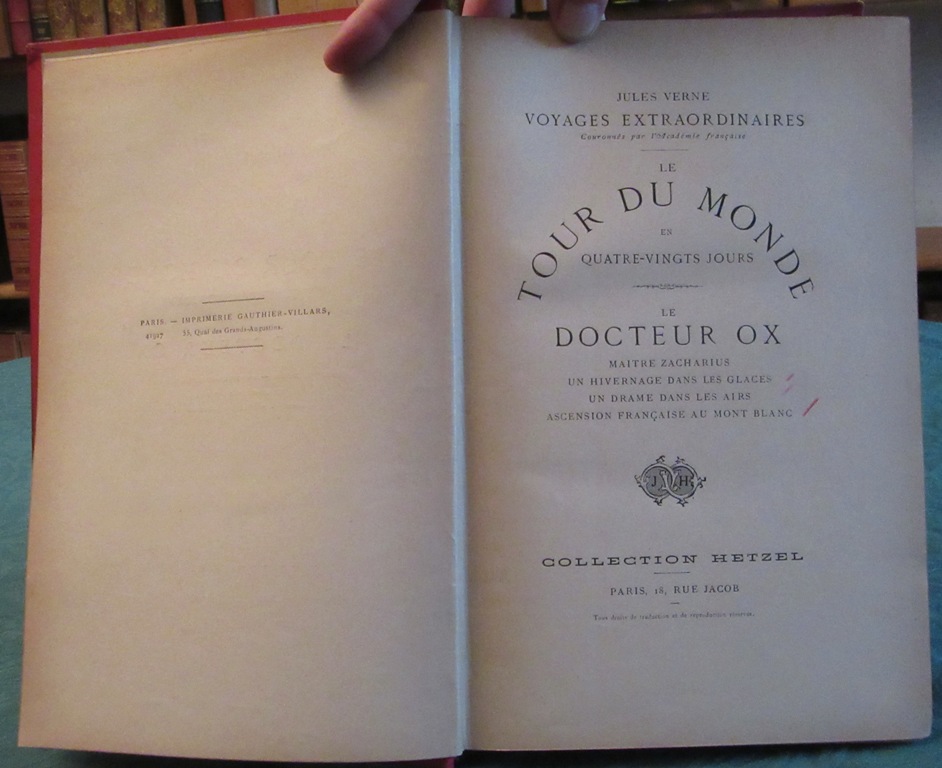 PARIS. — IMPRIMERIE GAUTHIER-VILLARS,
55, Quai des Grands-Augustins.
JULES VERNE
VOYAGES EXTRAORDINAIRES
Couronnés par l'Académie française
LE
TOUR DU MONDE
EN
QUATRE-VINGTS JOURS
LE
DOCTEUR OX
MAITRE ZACHARIUS
UN HIVERNAGE DANS LES GLACES
UN DRAME DANS LES AIRS
ASCENSION FRANÇAISE AU MONT BLANC
J H
COLLECTION HETZEL
PARIS, 18, RUE JACOB
Tous droits de traduction et de reproduction réservés.